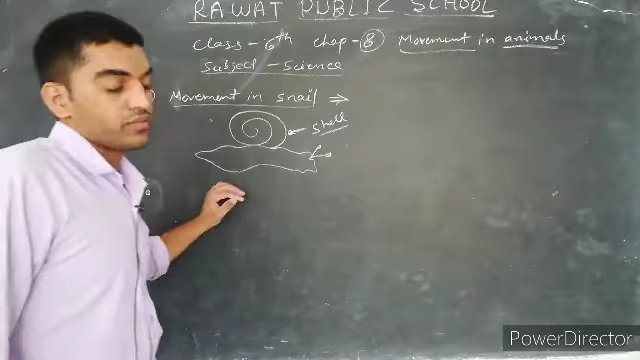 RAWAT PUBLIC SCHOOL
Class - 6th Chap - 8 Movement in animals
Subject - Science
Movement in snail ⇒
Shell
PowerDirector